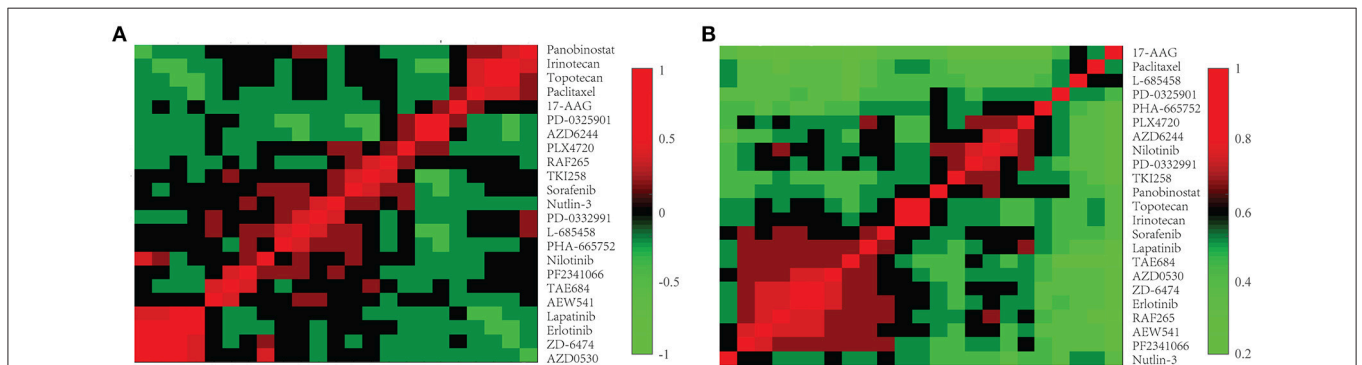 A
Panobinostat
Irinotecan
Topotecan
Paclitaxel
17-AAG
PD-0325901
AZD6244
PLX4720
RAF265
TKI258
Sorafenib
Nutlin-3
PD-0332991
L-685458
PHA-665752
Nilotinib
PF2341066
TAE684
AEW541
Lapatinib
Erlotinib
ZD-6474
AZD0530
1
0.5
0
-0.5
-1
B
17-AAG
Paclitaxel
L-685458
PD-0325901
PHA-665752
PLX4720
AZD6244
Nilotinib
PD-0332991
TKI258
Panobinostat
Topotecan
Irinotecan
Sorafenib
Lapatinib
TAE684
AZD0530
ZD-6474
Erlotinib
RAF265
AEW541
PF2341066
Nutlin-3
1
0.8
0.6
0.4
0.2